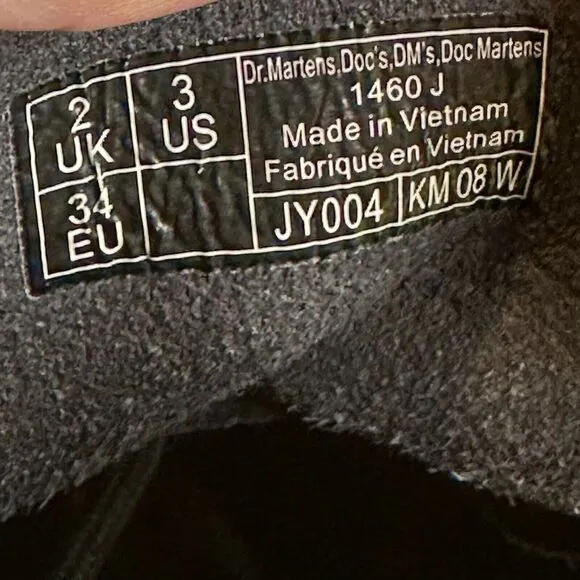 2
UK
3
US
34
EU
Dr.Martens,Doc's,DM's,Doc Martens
1460 J
Made in Vietnam
Fabriqué en Vietnam
JY004
KM 08 W